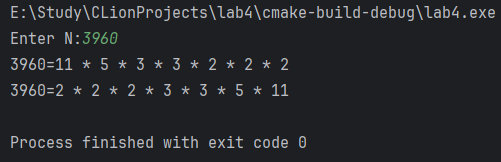 E:\Study\CLionProjects\lab4\cmake-build-debug\lab4.exe
Enter N:3960
3960=11 * 5 * 3 * 3 * 2 * 2 * 2
3960=2 * 2 * 2 * 3 * 3 * 5 * 11
Process finished with exit code 0